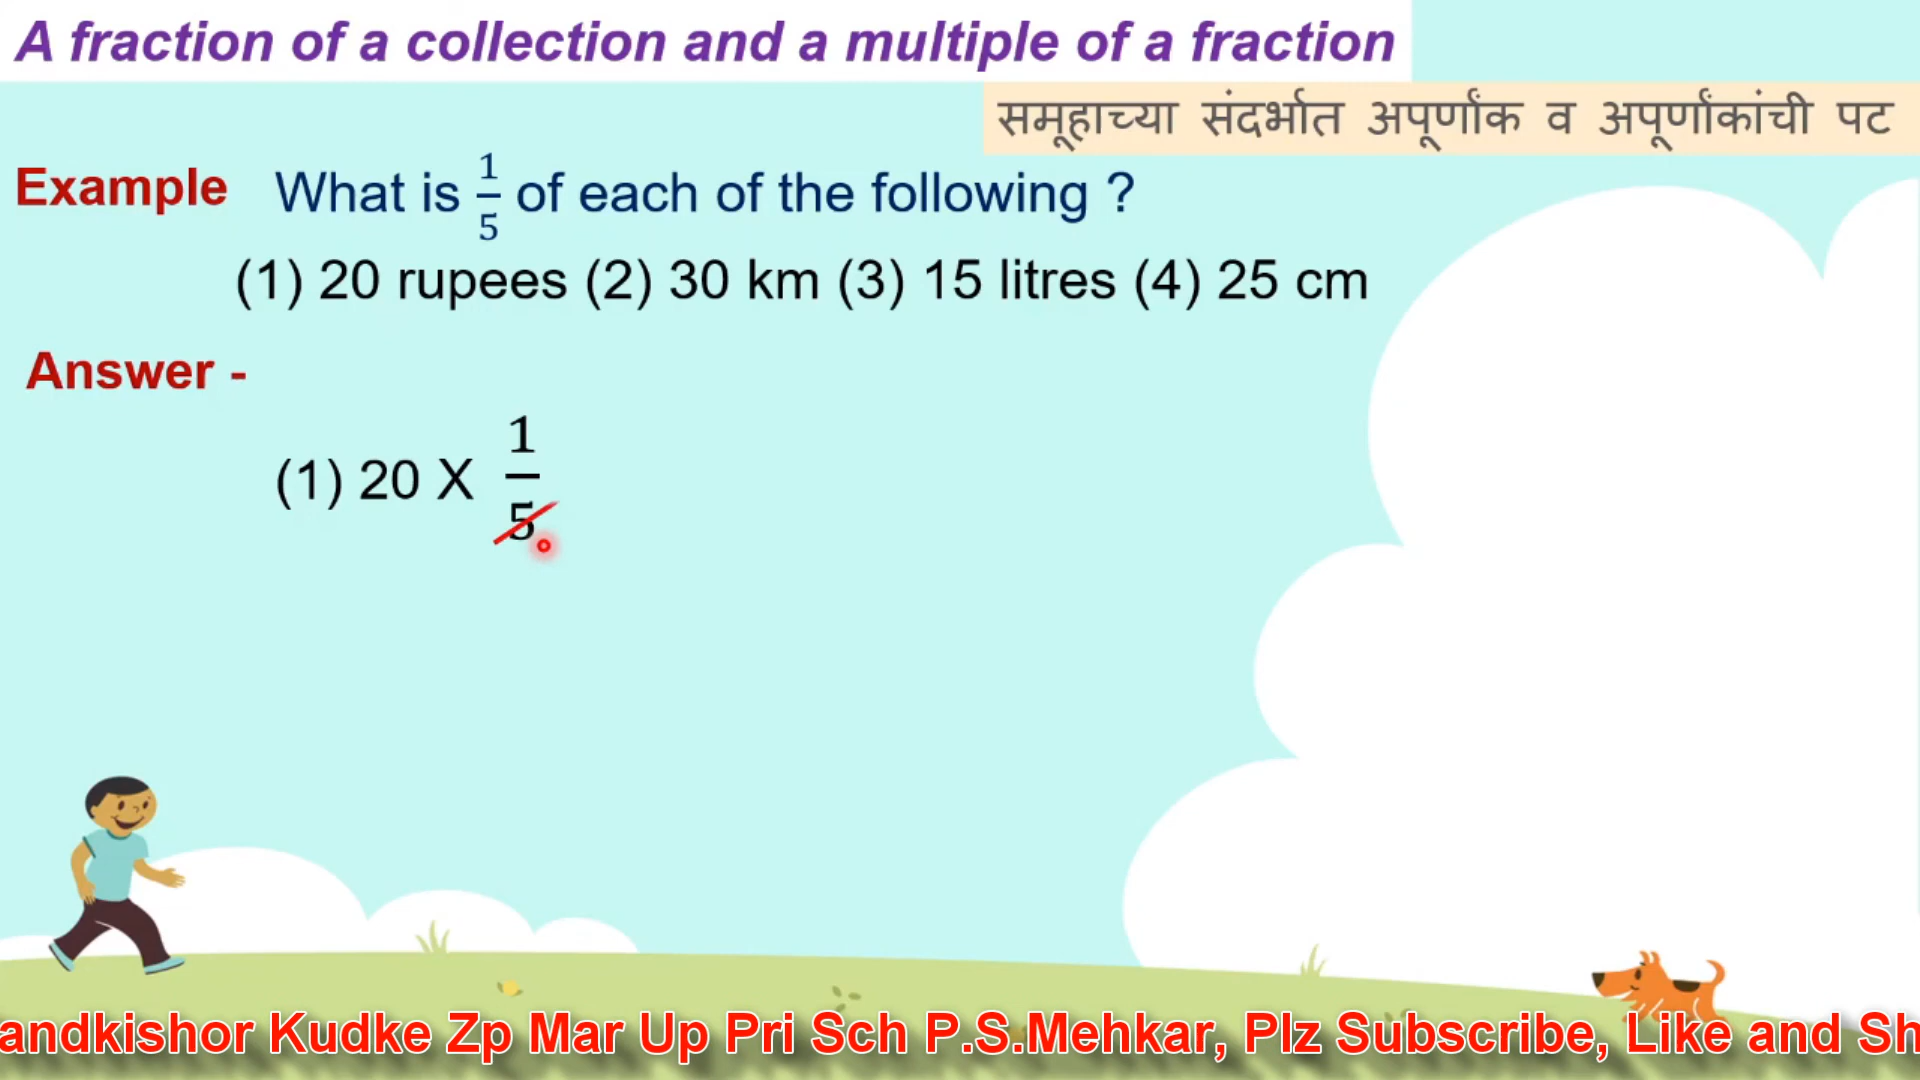 A fraction of a collection and a multiple of a fraction
समूहाच्या संदर्भात अपूर्णांक व अपूर्णांकांची पट
Example What is 1/5 of each of the following ?
(1) 20 rupees (2) 30 km (3) 15 litres (4) 25 cm
Answer -
(1) 20 X 1/5
andkishor Kudke Zp Mar Up Pri Sch P.S.Mehkar, Plz Subscribe, Like and Sh